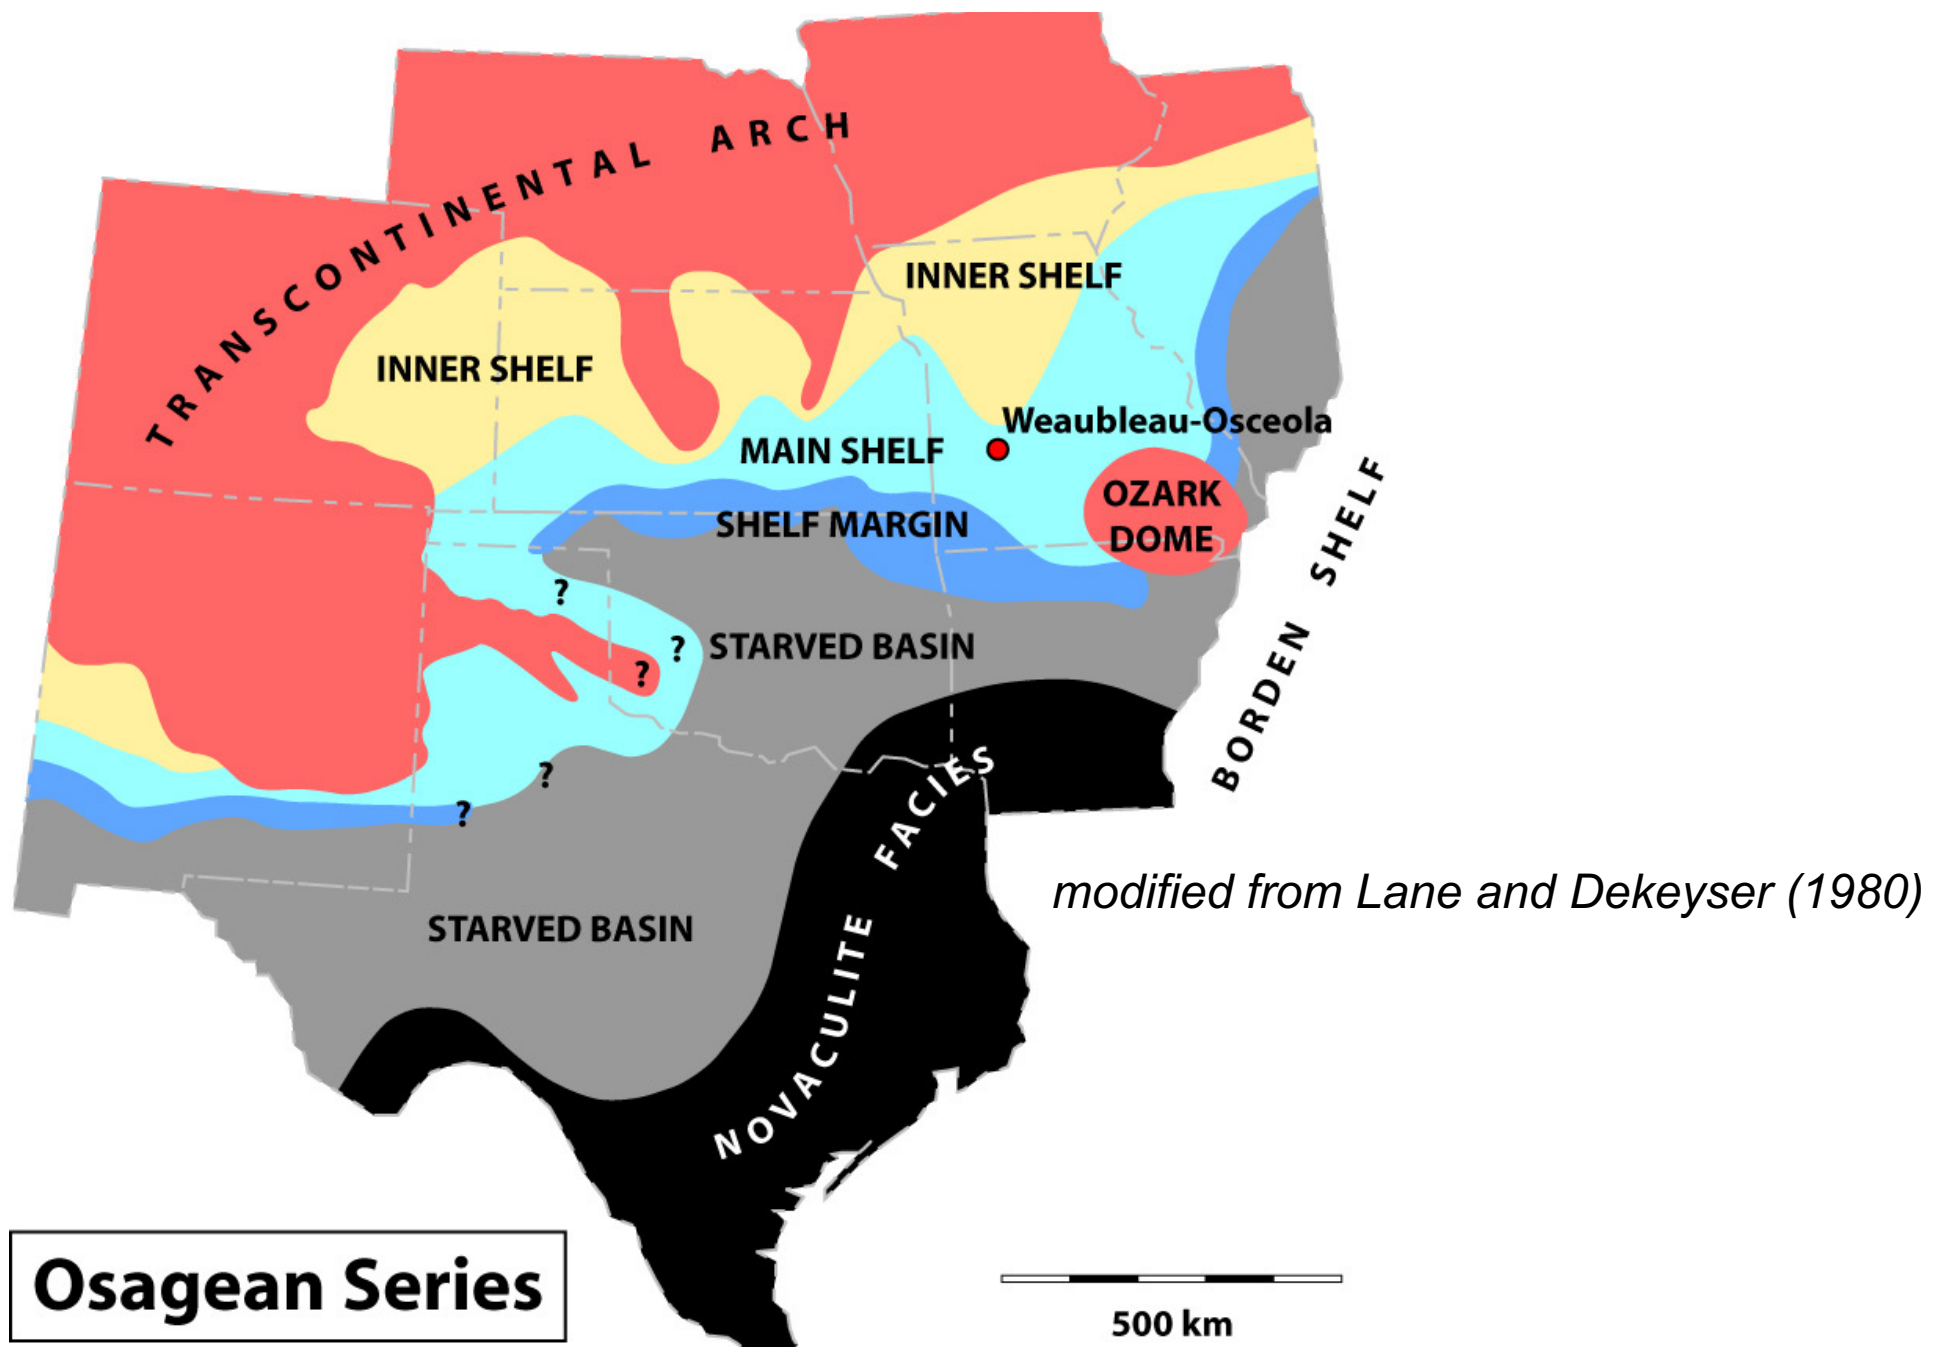 TRANSCONTINENTAL ARCH
INNER SHELF
INNER SHELF
Weaubleau-Osceola
MAIN SHELF
OZARK
DOME
SHELF MARGIN
BORDEN SHELF
?
?
STARVED BASIN
?
?
?
NOVACULITE FACIES
modified from Lane and Dekeyser (1980)
STARVED BASIN
Osagean Series
500 km